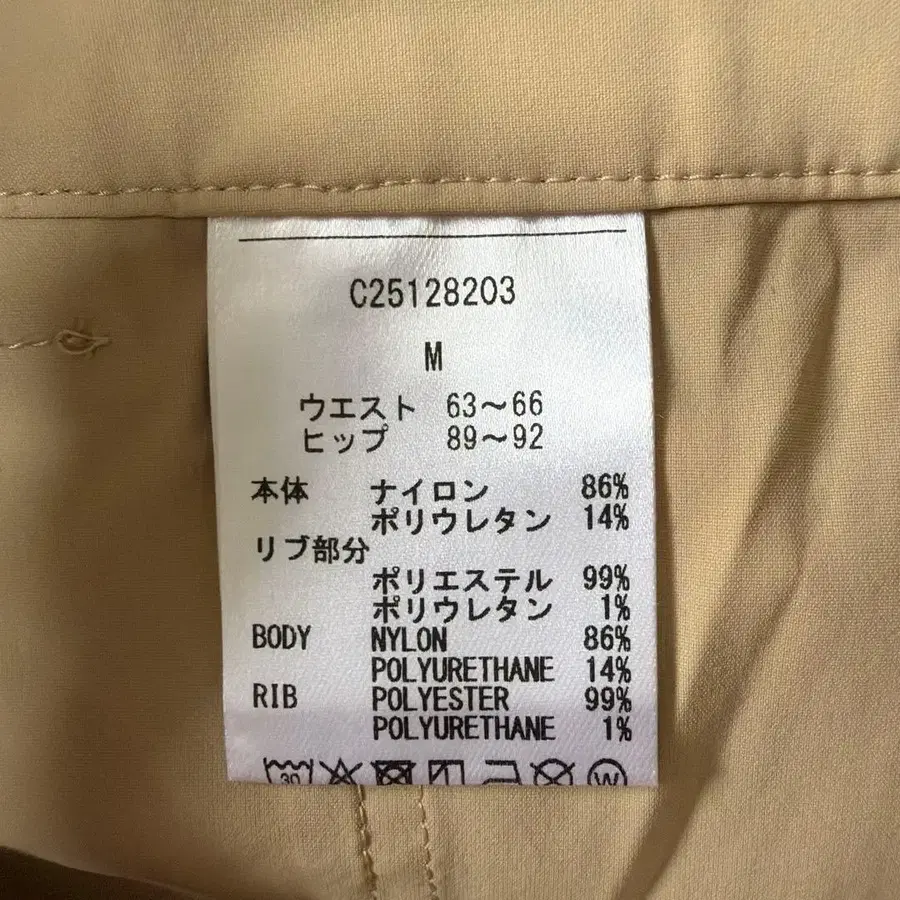 C25128203
M
ウエスト 63〜66
ヒップ 89〜92
本体 ナイロン 86%
ポリウレタン 14%
リブ部分
ポリエステル 99%
ポリウレタン 1%
BODY NYLON 86%
POLYURETHANE 14%
RIB POLYESTER 99%
POLYURETHANE 1%
30 W